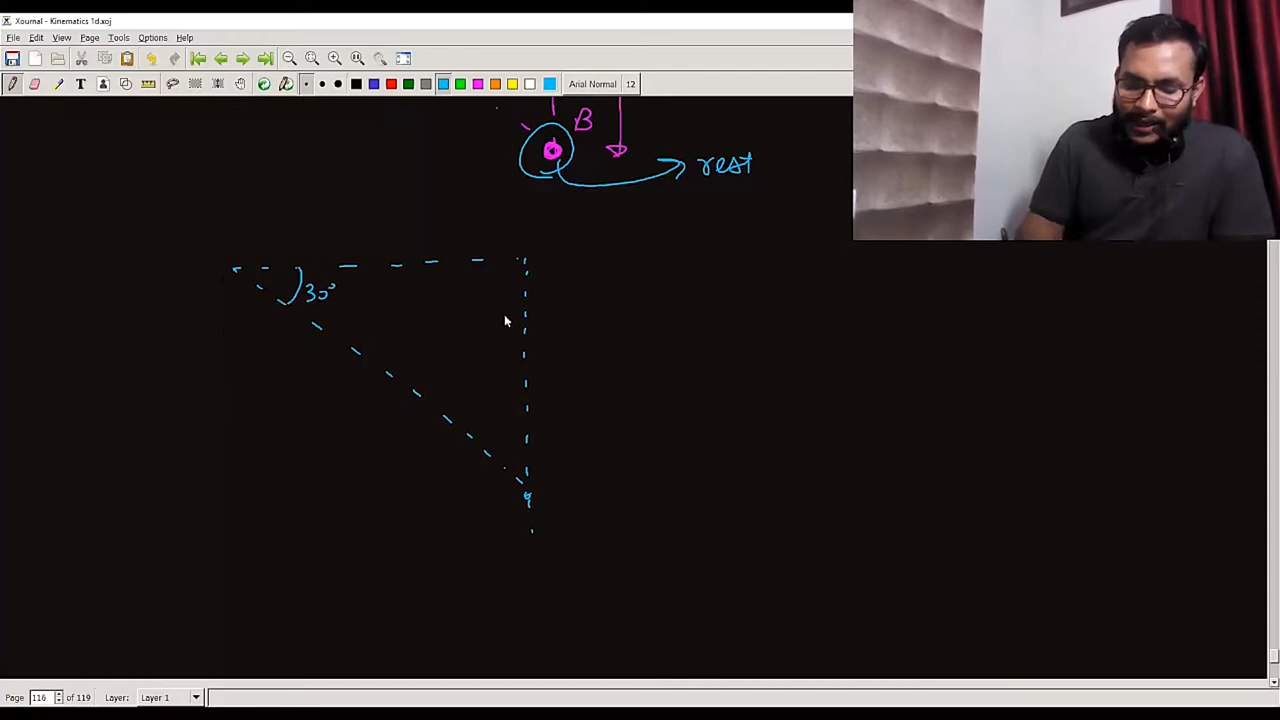 Xournal - Kinematics 1d.xoj
File Edit View Page Tools Options Help
T Arial Normal 12
B
rest
30°
Page 116 of 119 Layer: Layer 1